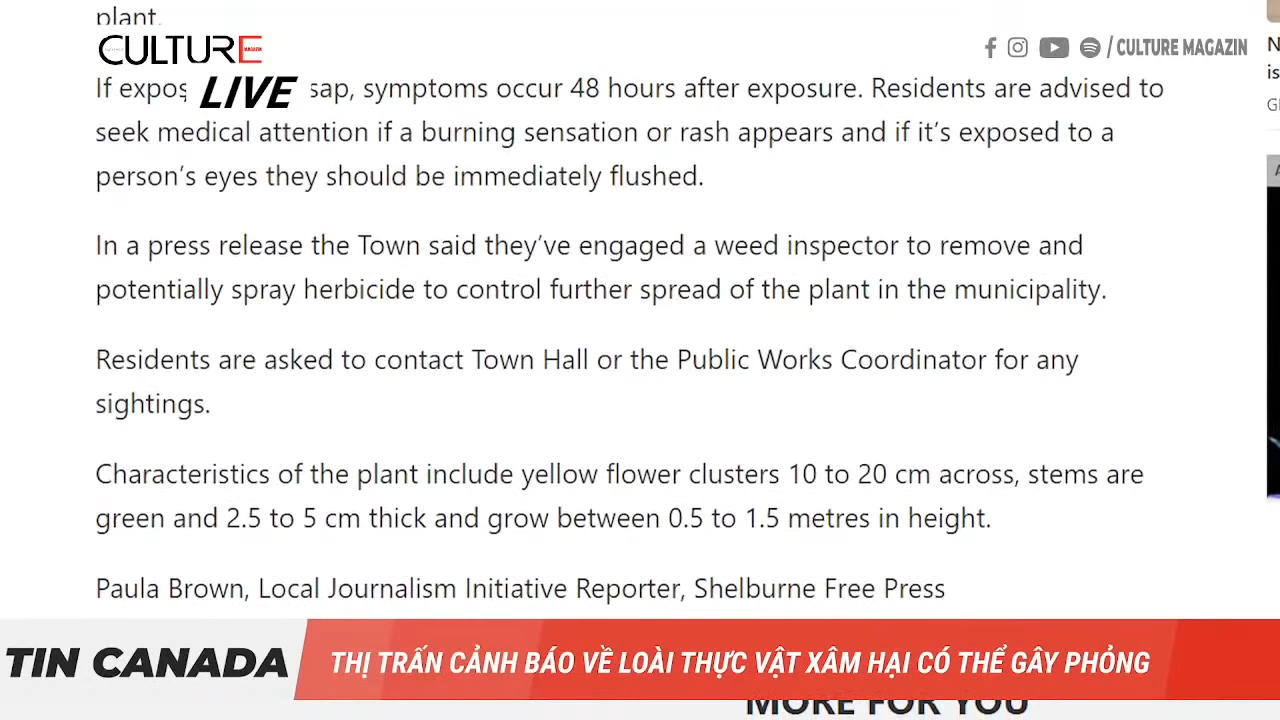 plant.
CULTURE
MAGAZIN
/ CULTURE MAGAZIN
LIVE
If expos sap, symptoms occur 48 hours after exposure. Residents are advised to
seek medical attention if a burning sensation or rash appears and if it’s exposed to a
person’s eyes they should be immediately flushed.
In a press release the Town said they’ve engaged a weed inspector to remove and
potentially spray herbicide to control further spread of the plant in the municipality.
Residents are asked to contact Town Hall or the Public Works Coordinator for any
sightings.
Characteristics of the plant include yellow flower clusters 10 to 20 cm across, stems are
green and 2.5 to 5 cm thick and grow between 0.5 to 1.5 metres in height.
Paula Brown, Local Journalism Initiative Reporter, Shelburne Free Press
TIN CANADA
THỊ TRẤN CẢNH BÁO VỀ LOÀI THỰC VẬT XÂM HẠI CÓ THỂ GÂY PHỎNG
MORE FOR YOU
is